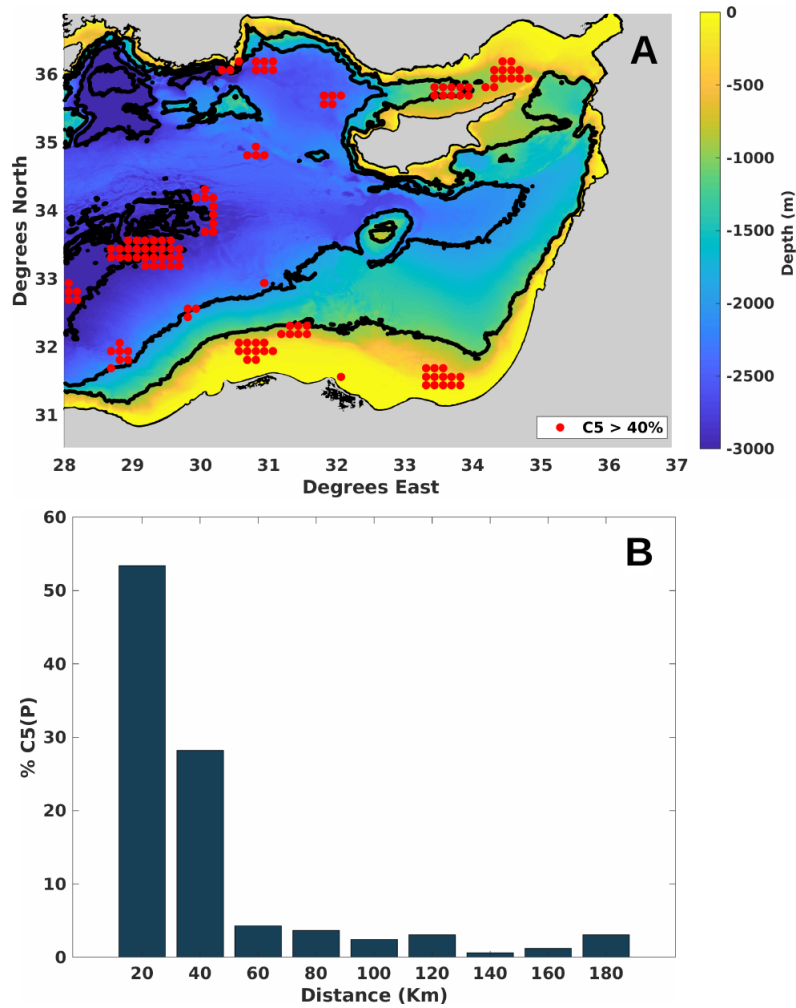 A
36
35
34
33
32
31
Degrees North
28 29 30 31 32 33 34 35 36 37
Degrees East
C5 > 40%
0
-500
-1000
-1500
-2000
-2500
-3000
Depth (m)
B
60
50
40
30
20
10
0
% C5(P)
20 40 60 80 100 120 140 160 180
Distance (Km)